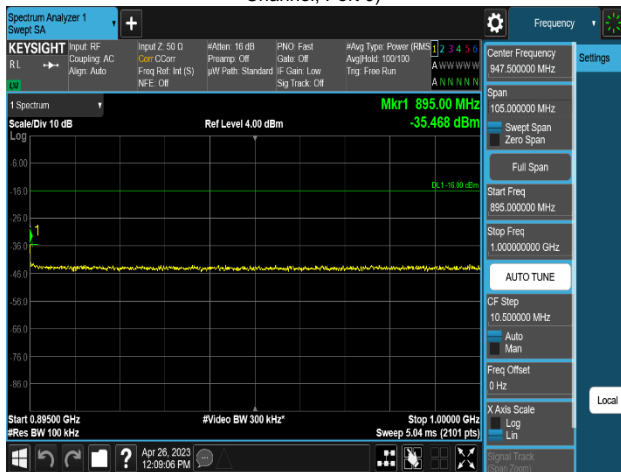 Channel, Port 0)
Spectrum Analyzer 1
Swept SA
+
Frequency
KEYSIGHT
RL
Input: RF
Coupling: AC
Align: Auto
Input Z: 50 Ω
Corr CCorr
Freq Ref: Int (S)
NFE: Off
#Atten: 16 dB
Preamp: Off
µW Path: Standard
PNO: Fast
Gate: Off
IF Gain: Low
Sig Track: Off
#Avg Type: Power (RMS
Avg|Hold: 100/100
Trig: Free Run
1 2 3 4 5 6
A W W W W W
A N N N N N
1 Spectrum
Scale/Div 10 dB
Log
Ref Level 4.00 dBm
Mkr1 895.00 MHz
-35.468 dBm
DL1 -16.00 dBm
1
-6.00
-16.0
-26.0
-36.0
-46.0
-56.0
-66.0
-76.0
-86.0
Start 0.89500 GHz
#Res BW 100 kHz
#Video BW 300 kHz*
Stop 1.00000 GHz
Sweep 5.04 ms (2101 pts)
?
Apr 26, 2023
12:09:06 PM
Center Frequency
947.500000 MHz
Settings
Span
105.000000 MHz
Swept Span
Zero Span
Full Span
Start Freq
895.000000 MHz
Stop Freq
1.000000000 GHz
AUTO TUNE
CF Step
10.500000 MHz
Auto
Man
Freq Offset
0 Hz
X Axis Scale
Log
Lin
Local
Signal Track
(Span Zoom)